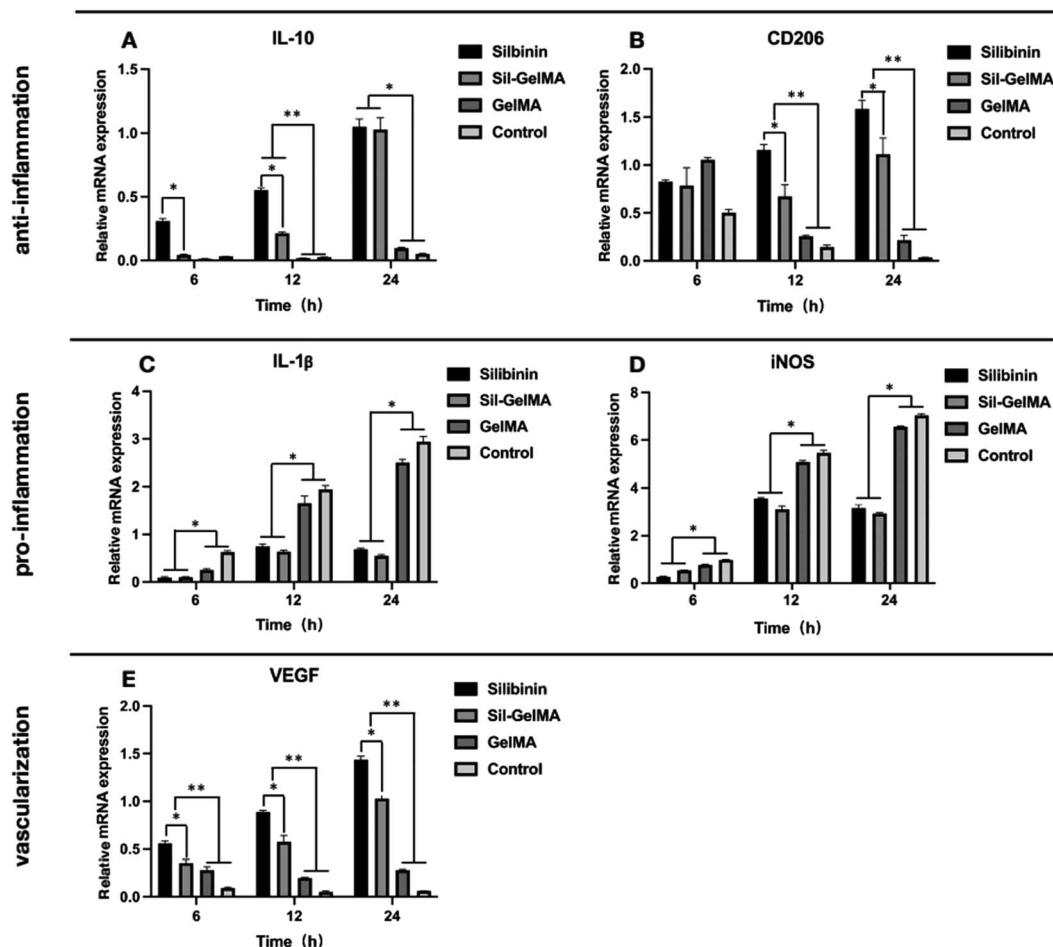 anti-inflammation
A
IL-10
Relative mRNA expression
1.5
1.0
0.5
0.0
*
*
**
*
6
12
24
Time (h)
Silbinin
Sil-GelMA
GelMA
Control
B
CD206
Relative mRNA expression
2.0
1.5
1.0
0.5
0.0
*
**
*
**
6
12
24
Time (h)
Silibinin
Sil-GelMA
GelMA
Control
pro-inflamnation
C
IL-1β
Relative mRNA expression
4
3
2
1
0
*
*
*
6
12
24
Time (h)
Silibinin
Sil-GelMA
GelMA
Control
D
iNOS
Relative mRNA expression
8
6
4
2
0
*
*
*
6
12
24
Time (h)
Silibinin
Sil-GelMA
GelMA
Control
vascularization
E
VEGF
Relative mRNA expression
2.0
1.5
1.0
0.5
0.0
*
**
*
**
*
**
6
12
24
Time (h)
Silibinin
Sil-GelMA
GelMA
Control